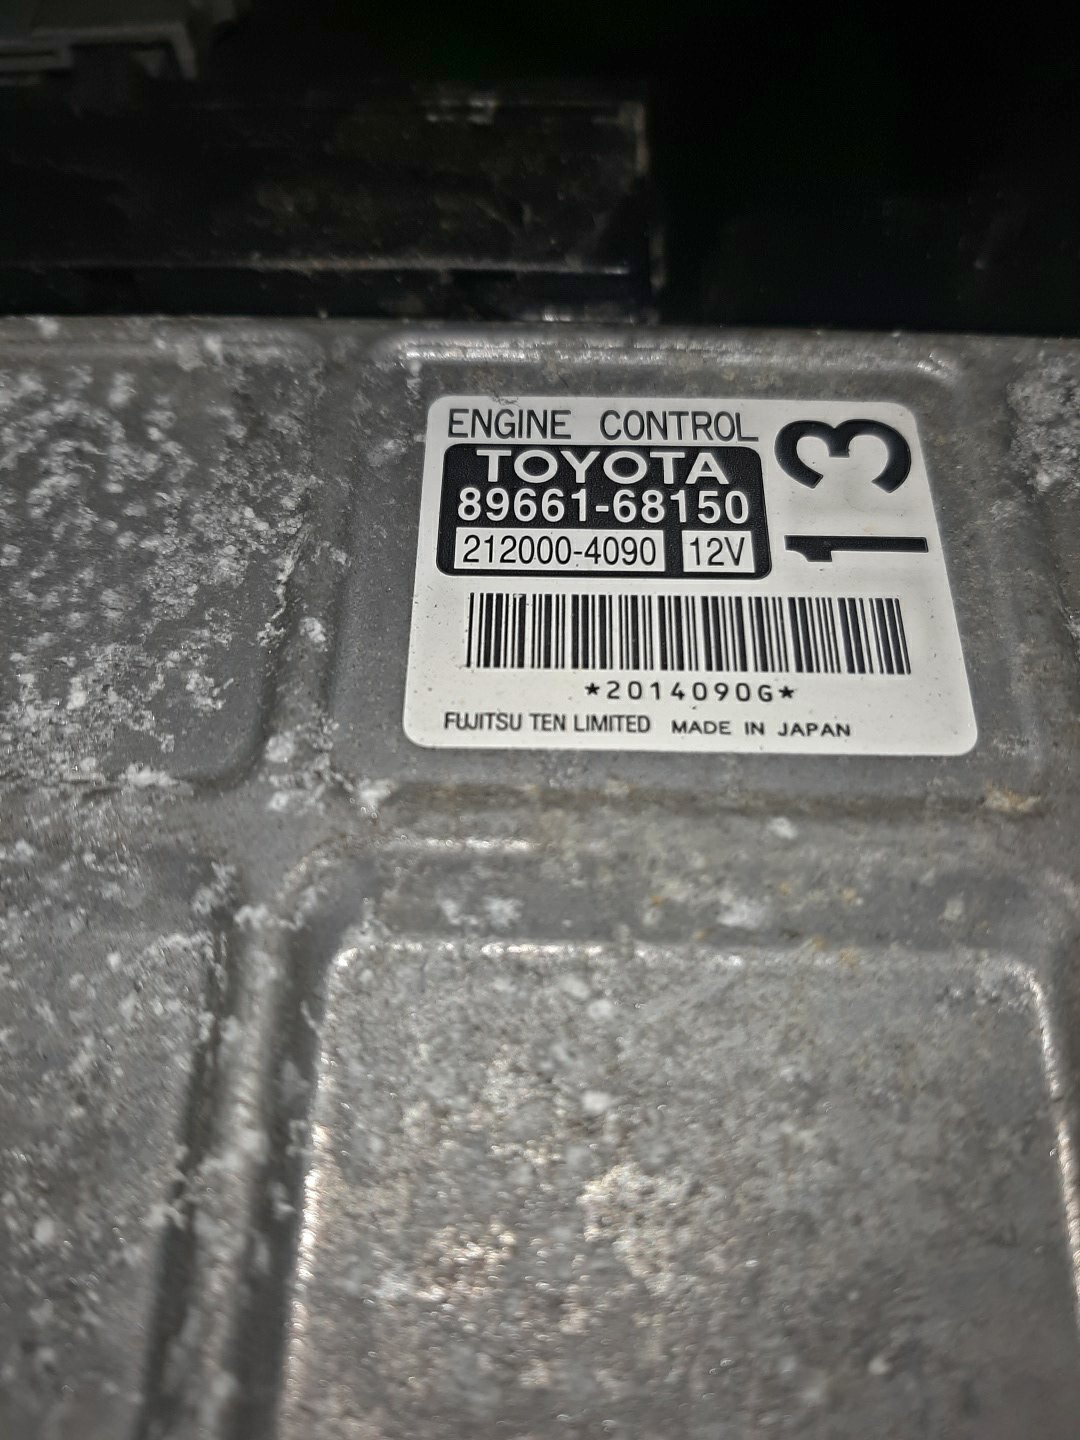 ENGINE CONTROL
TOYOTA
89661-68150
212000-4090 12V
13
*2014090G*
FUJITSU TEN LIMITED MADE IN JAPAN